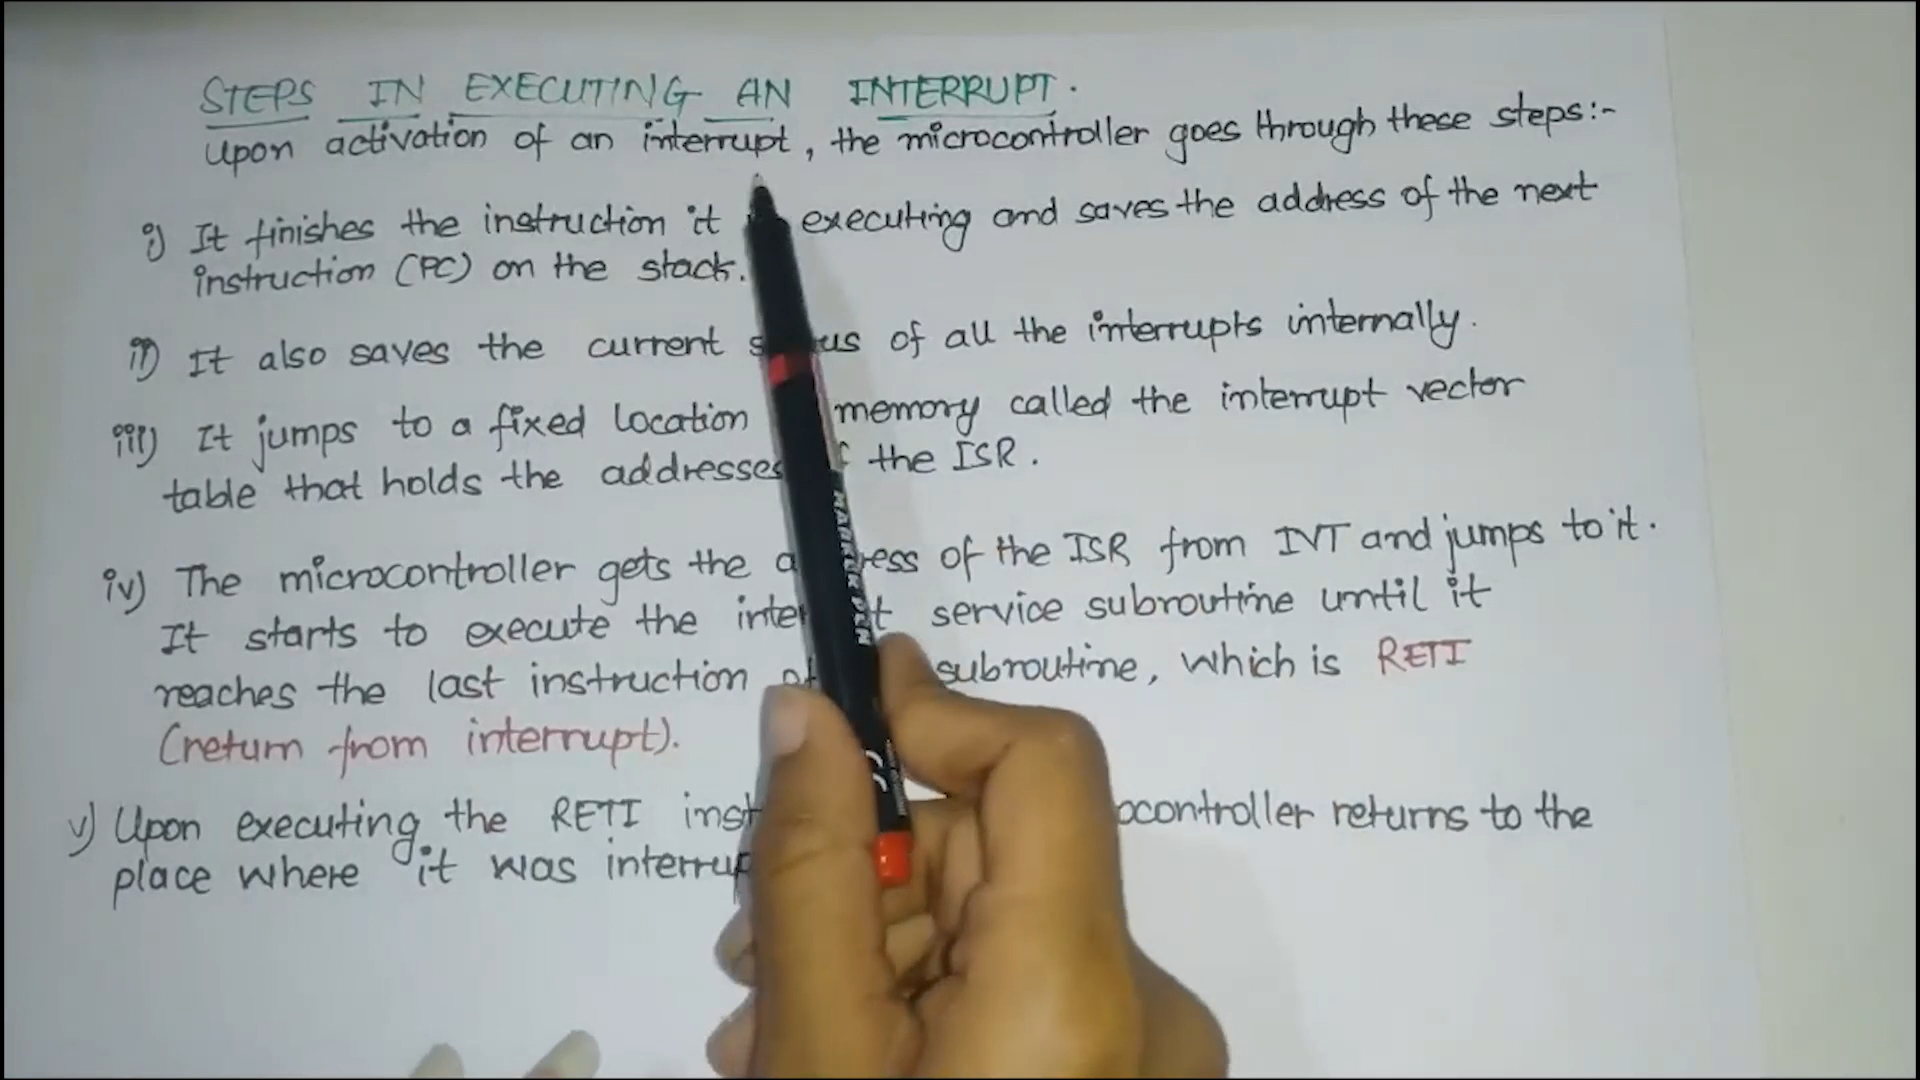 STEPS IN EXECUTING AN INTERRUPT.
Upon activation of an interrupt, the microcontroller goes through these steps:-
i) It finishes the instruction it executing and saves the address of the next
instruction (PC) on the stack.
ii) It also saves the current of all the interrupts internally.
iii) It jumps to a fixed location memory called the interrupt vector
table that holds the addresses the ISR.
iv) The microcontroller gets the of the ISR from IVT and jumps to it.
It starts to execute the service subroutine until it
reaches the last instruction subroutine, which is RETI
(return from interrupt).
v) Upon executing the RETI returns to the
place where it was